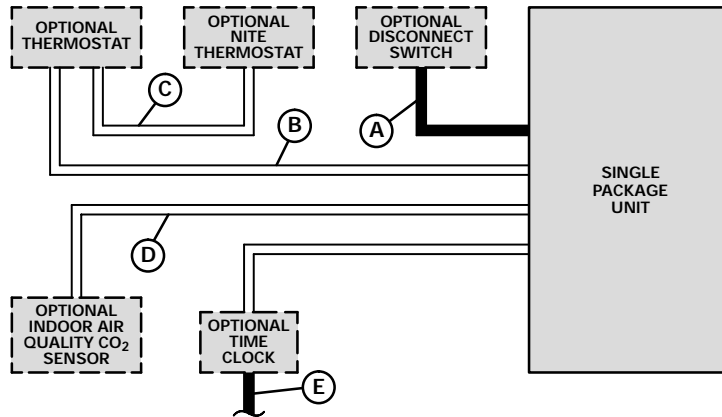 OPTIONAL
THERMOSTAT
OPTIONAL
NITE
THERMOSTAT
OPTIONAL
DISCONNECT
SWITCH
C
B
A
SINGLE
PACKAGE
UNIT
D
OPTIONAL
INDOOR AIR
QUALITY CO₂
SENSOR
OPTIONAL
TIME
CLOCK
E